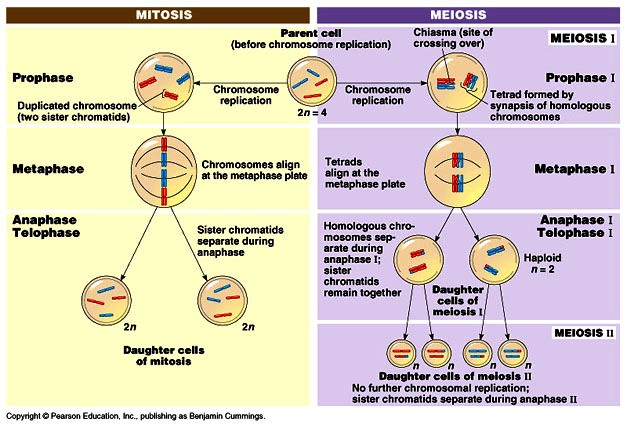 MITOSIS
MEIOSIS
Parent cell
(before chromosome replication)
Chiasma (site of
crossing over)
MEIOSIS I
Prophase
Prophase I
Chromosome
replication
Chromosome
replication
Duplicated chromosome
(two sister chromatids)
2n = 4
Tetrad formed by
synapsis of homologous
chromosomes
Metaphase
Chromosomes align
at the metaphase plate
Tetrads
align at the
metaphase plate
Metaphase I
Anaphase
Telophase
Sister chromatids
separate during
anaphase
Homologous chro-
mosomes sep-
arate during
anaphase I;
sister
chromatids
remain together
Anaphase I
Telophase I
Haploid
n = 2
Daughter
cells of
meiosis I
2n
2n
Daughter cells
of mitosis
MEIOSIS II
n
n
n
n
Daughter cells of meiosis II
No further chromosomal replication;
sister chromatids separate during anaphase II
Copyright © Pearson Education, Inc., publishing as Benjamin Cummings.